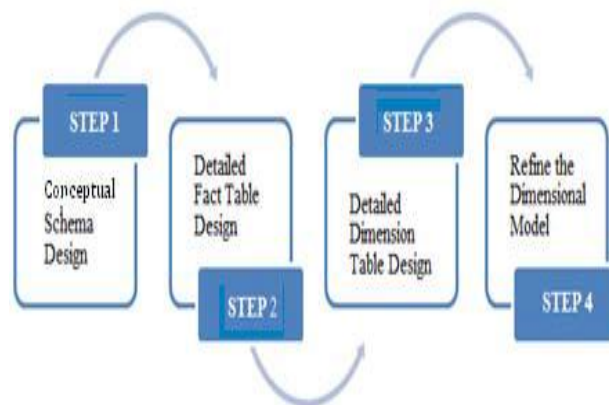 STEP 1
Conceptual
Schema
Design
Detailed
Fact Table
Design
STEP 2
STEP 3
Detailed
Dimension
Table Design
Refine the
Dimensional
Model
STEP 4